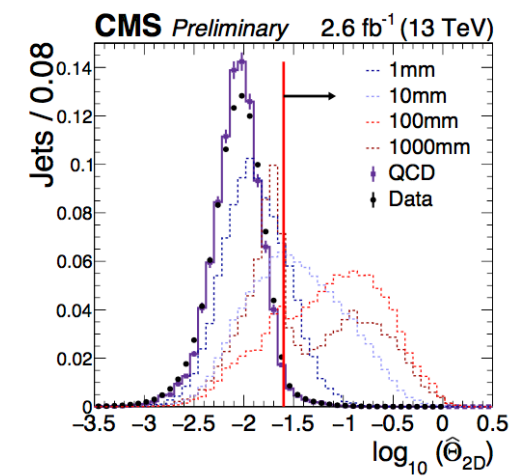 CMS Preliminary 2.6 fb⁻¹ (13 TeV)
Jets / 0.08
0.14
0.12
0.1
0.08
0.06
0.04
0.02
0
1mm
10mm
100mm
1000mm
QCD
Data
−3.5 −3 −2.5 −2 −1.5 −1 −0.5 0 0.5
log₁₀ (Θ̂₂D)